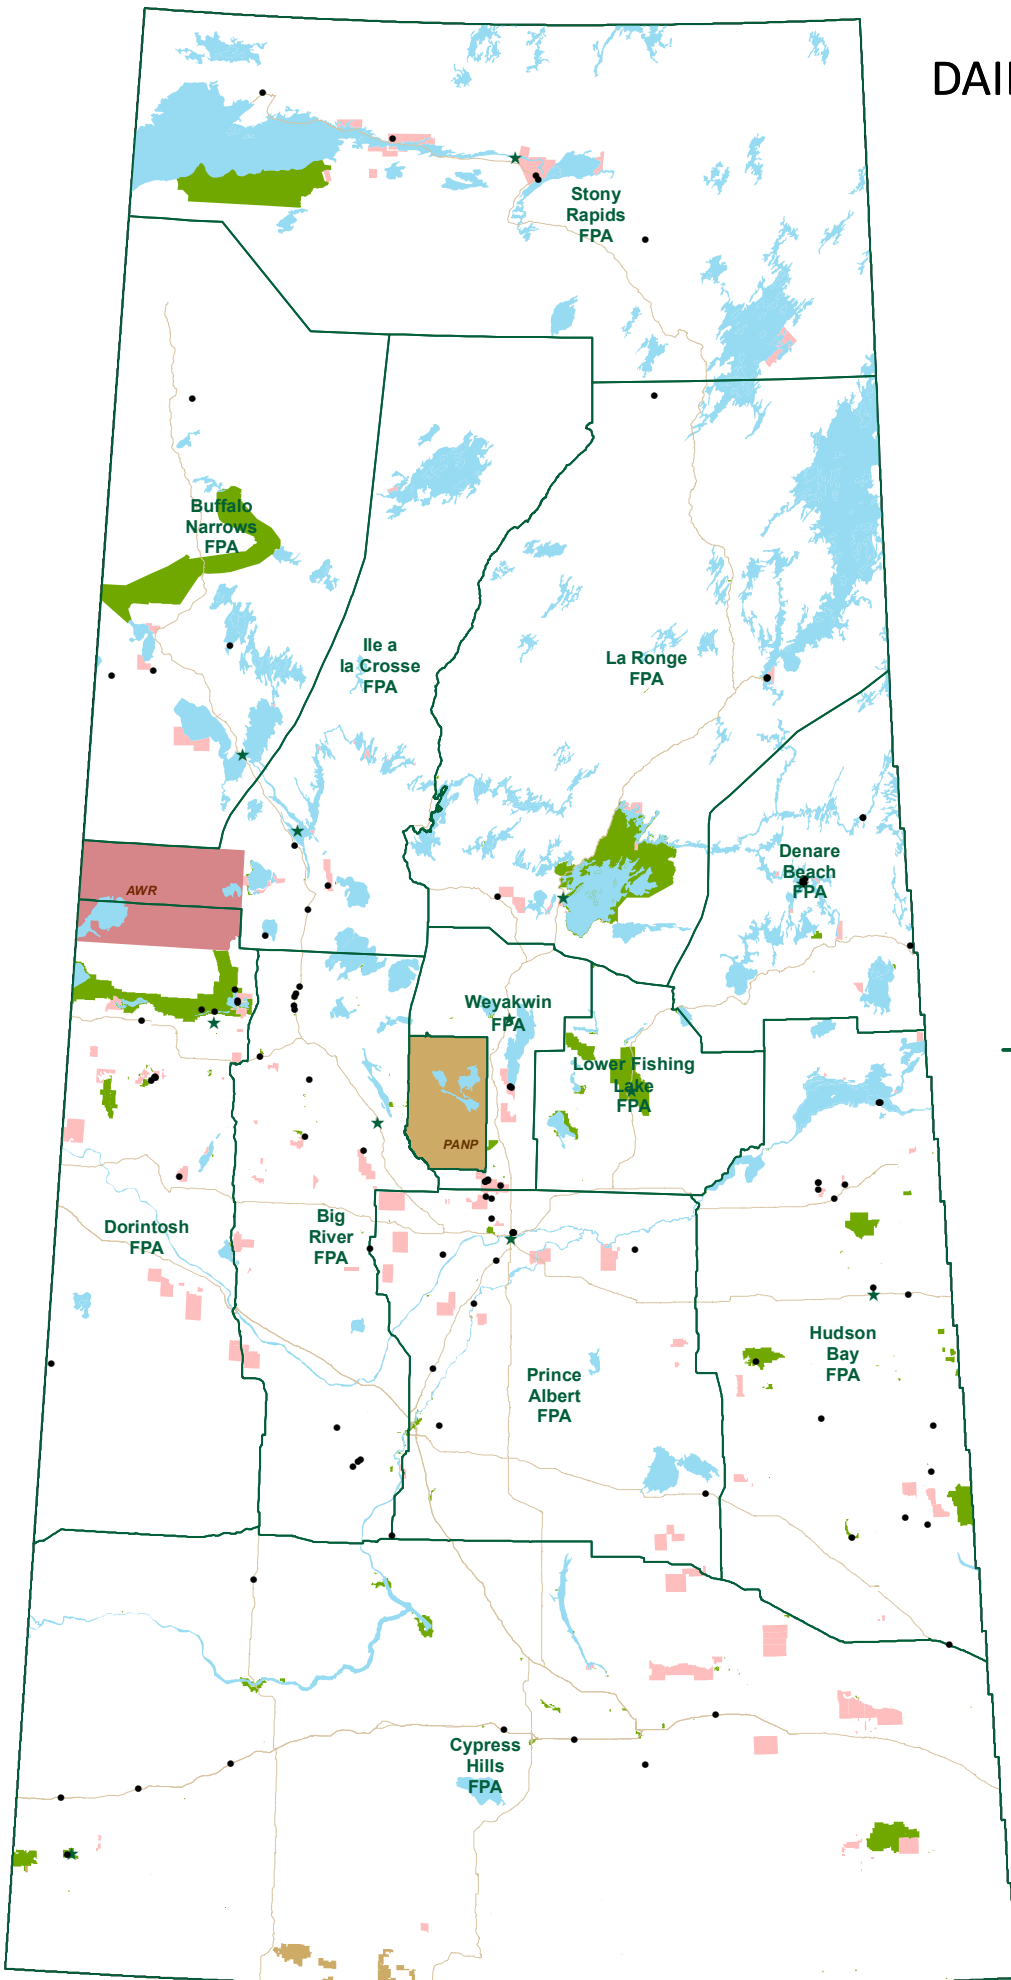 DAI
Stony
Rapids
FPA
Buffalo
Narrows
FPA
Ile a
la Crosse
FPA
La Ronge
FPA
AWR
Denare
Beach
FPA
Weyakwin
FPA
Lower Fishing
Lake
FPA
PANP
Dorintosh
FPA
Big
River
FPA
Hudson
Bay
FPA
Prince
Albert
FPA
Cypress
Hills
FPA